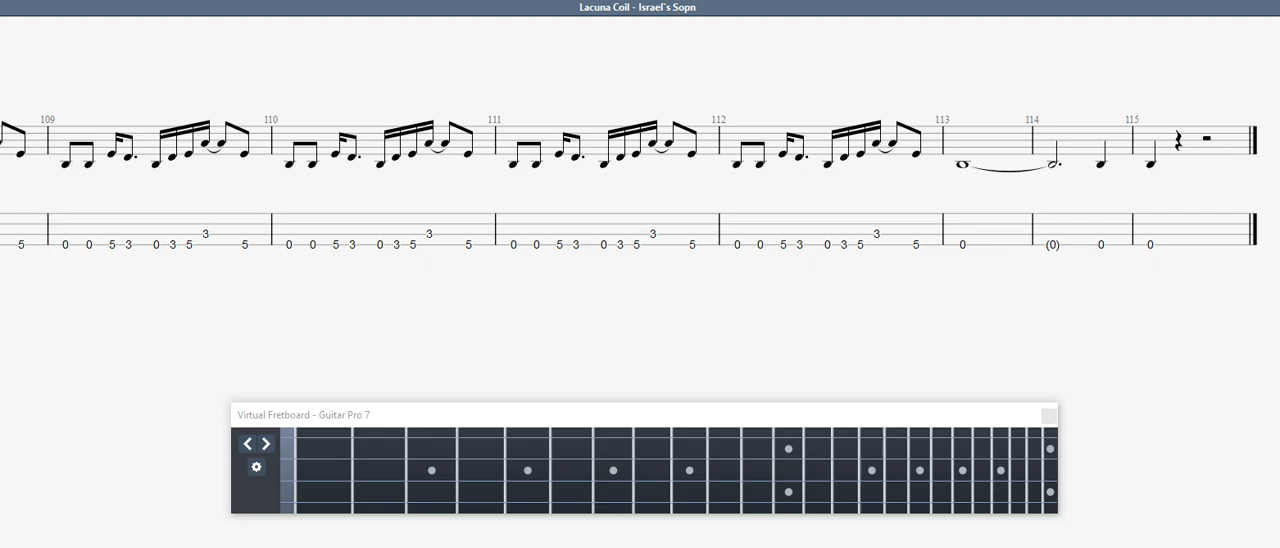 Lacuna Coil - Israel`s Sopn
109 110 111 112 113 114 115
3 3 3 3
5 0 0 5 3 0 3 5 5 0 0 5 3 0 3 5 5 0 0 5 3 0 3 5 5 0 0 5 3 0 3 5 5 0 (0) 0 0
Virtual Fretboard - Guitar Pro 7